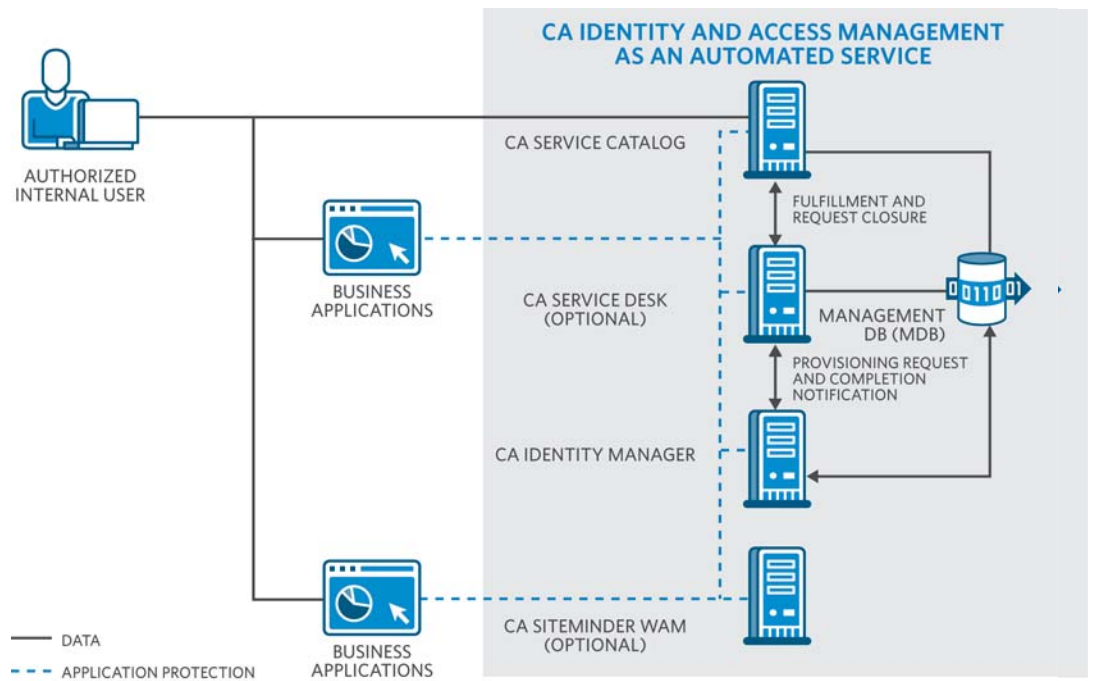 CA IDENTITY AND ACCESS MANAGEMENT
AS AN AUTOMATED SERVICE
AUTHORIZED
INTERNAL USER
CA SERVICE CATALOG
FULFILLMENT AND
REQUEST CLOSURE
BUSINESS
APPLICATIONS
CA SERVICE DESK
(OPTIONAL)
0110 01
MANAGEMENT
DB (MDB)
PROVISIONING REQUEST
AND COMPLETION
NOTIFICATION
CA IDENTITY MANAGER
CA SITEMINDER WAM
(OPTIONAL)
BUSINESS
APPLICATIONS
DATA
APPLICATION PROTECTION